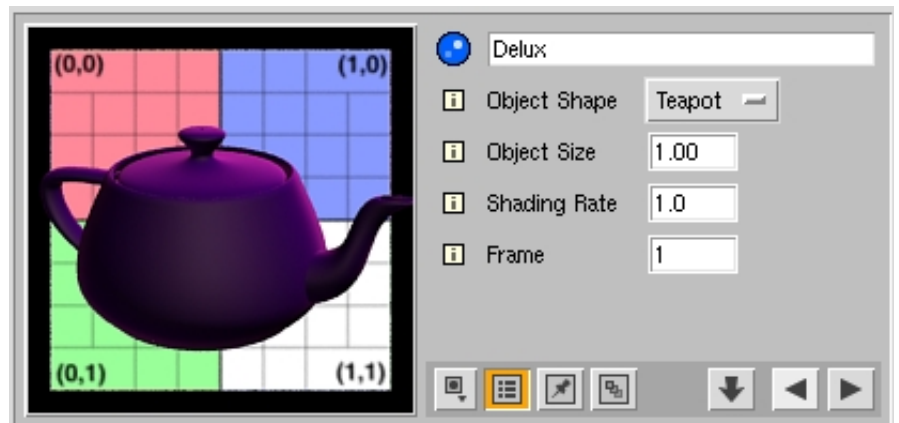 (0,0) (1,0)
(0,1) (1,1)
Delux
Object Shape Teapot
Object Size 1.00
Shading Rate 1.0
Frame 1